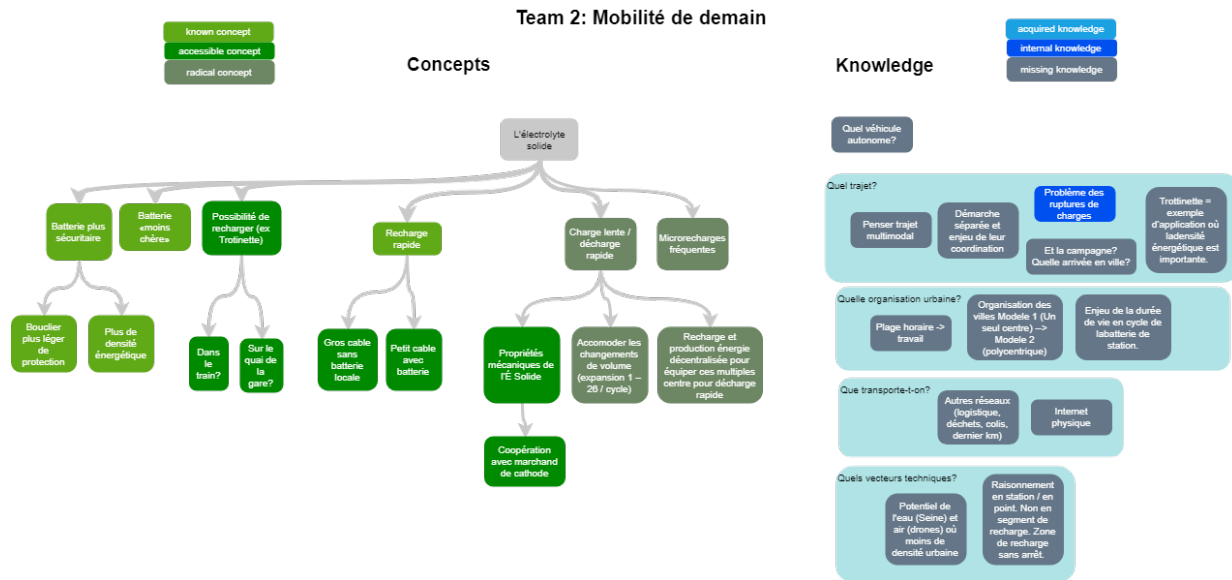 Team 2: Mobilité de demain
known concept
accessible concept
radical concept
Concepts
Knowledge
acquired knowledge
internal knowledge
missing knowledge
L'électrolyte
solide
Batterie plus
sécuritaire
Batterie
«moins
chère»
Possibilité de
recharger (ex
Trotinette)
Recharge
rapide
Charge lente /
décharge
rapide
Microrecharges
fréquentes
Bouclier
plus léger
de
protection
Plus de
densité
énergétique
Dans
le
train?
Sur le
quai de
la
gare?
Gros cable
sans
batterie
locale
Petit cable
avec
batterie
Propriétés
mécaniques de
l'É Solide
Accomoder les
changements
de volume
(expansion 1 –
26 / cycle)
Recharge et
production énergie
décentralisée pour
équiper ces multiples
centre pour décharge
rapide
Coopération
avec marchand
de cathode
Quel véhicule
autonome?
Quel trajet?
Penser trajet
multimodal
Démarche
séparée et
enjeu de leur
coordination
Problème des
ruptures de
charges
Et la campagne?
Quelle arrivée en ville?
Trottinette =
exemple
d'application où
ladensité
énergétique est
importante.
Quelle organisation urbaine?
Plage horaire ->
travail
Organisation des
villes Modele 1 (Un
seul centre) –>
Modele 2
(polycentrique)
Enjeu de la durée
de vie en cycle de
labatterie de
station.
Que transporte-t-on?
Autres réseaux
(logistique,
déchets, colis,
dernier km)
Internet
physique
Quels vecteurs techniques?
Potentiel de
l'eau (Seine) et
air (drones) où
moins de
densité urbaine
Raisonnement
en station / en
point. Non en
segment de
recharge. Zone
de recharge
sans arrêt.